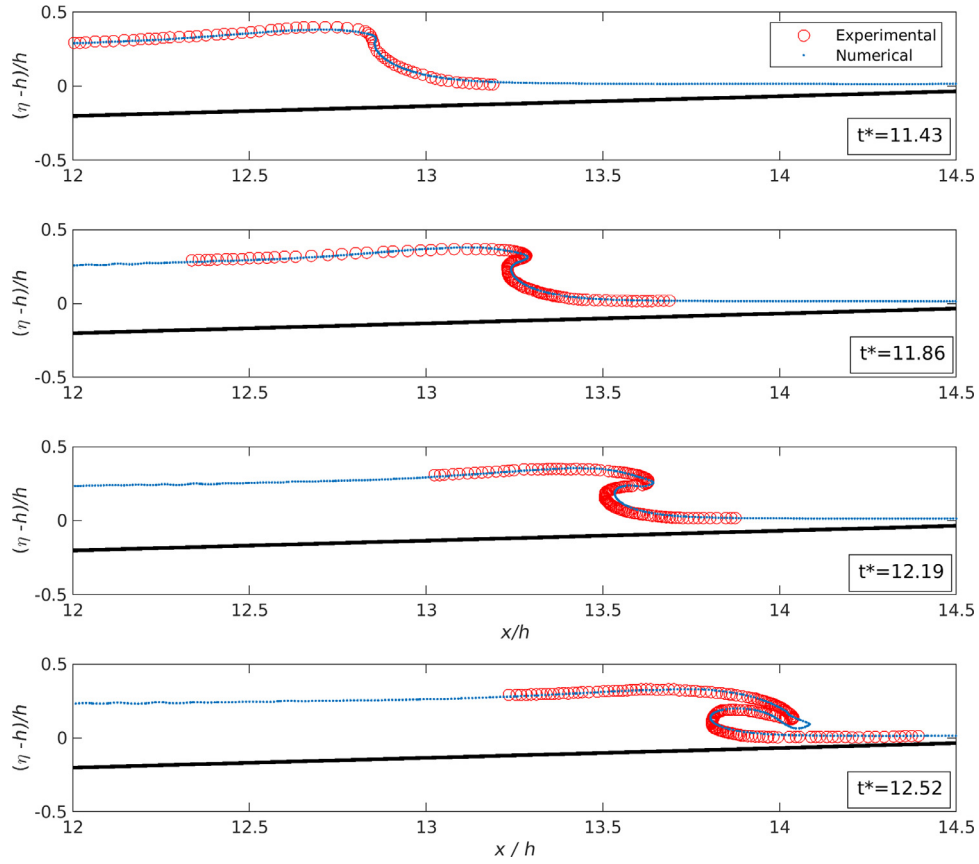 0.5
Experimental
Numerical
(η -h)/h
0
t*=11.43
-0.5
12 12.5 13 13.5 14 14.5
0.5
(η -h)/h
0
t*=11.86
-0.5
12 12.5 13 13.5 14 14.5
0.5
(η -h)/h
0
t*=12.19
-0.5
12 12.5 13 13.5 14 14.5
x/h
0.5
(η -h)/h
0
t*=12.52
-0.5
12 12.5 13 13.5 14 14.5
x / h